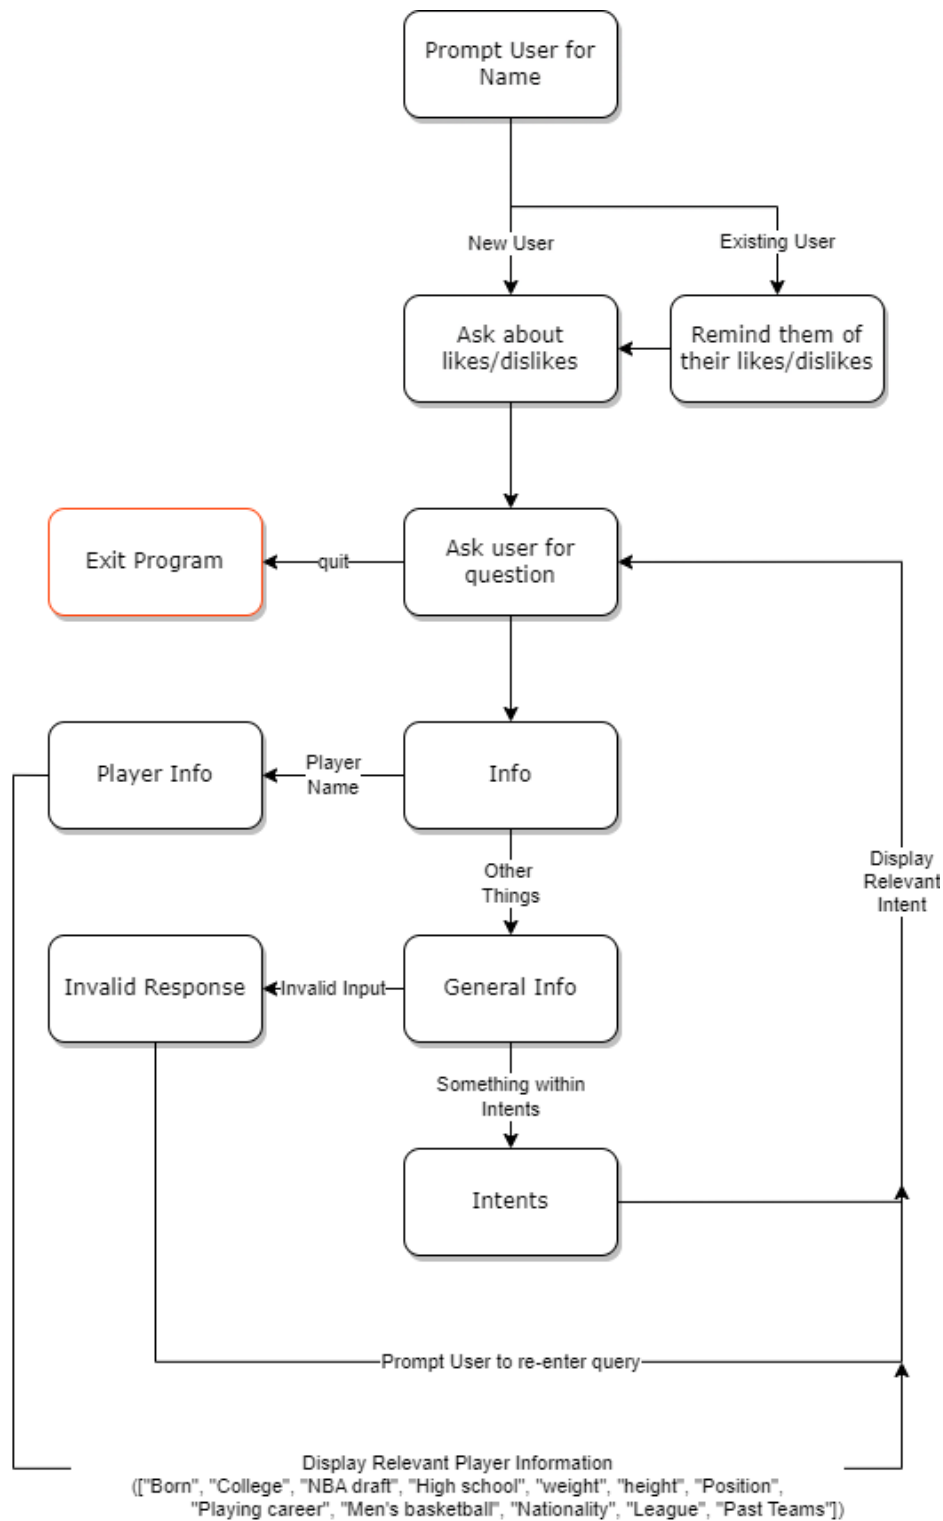 Prompt User for
Name
New User
Existing User
Ask about
likes/dislikes
Remind them of
their likes/dislikes
Exit Program
quit
Ask user for
question
Player Info
Player
Name
Info
Display
Relevant
Intent
Other
Things
Invalid Response
Invalid Input
General Info
Something within
Intents
Intents
Prompt User to re-enter query
Display Relevant Player Information
(["Born", "College", "NBA draft", "High school", "weight", "height", "Position",
"Playing career", "Men's basketball", "Nationality", "League", "Past Teams"])